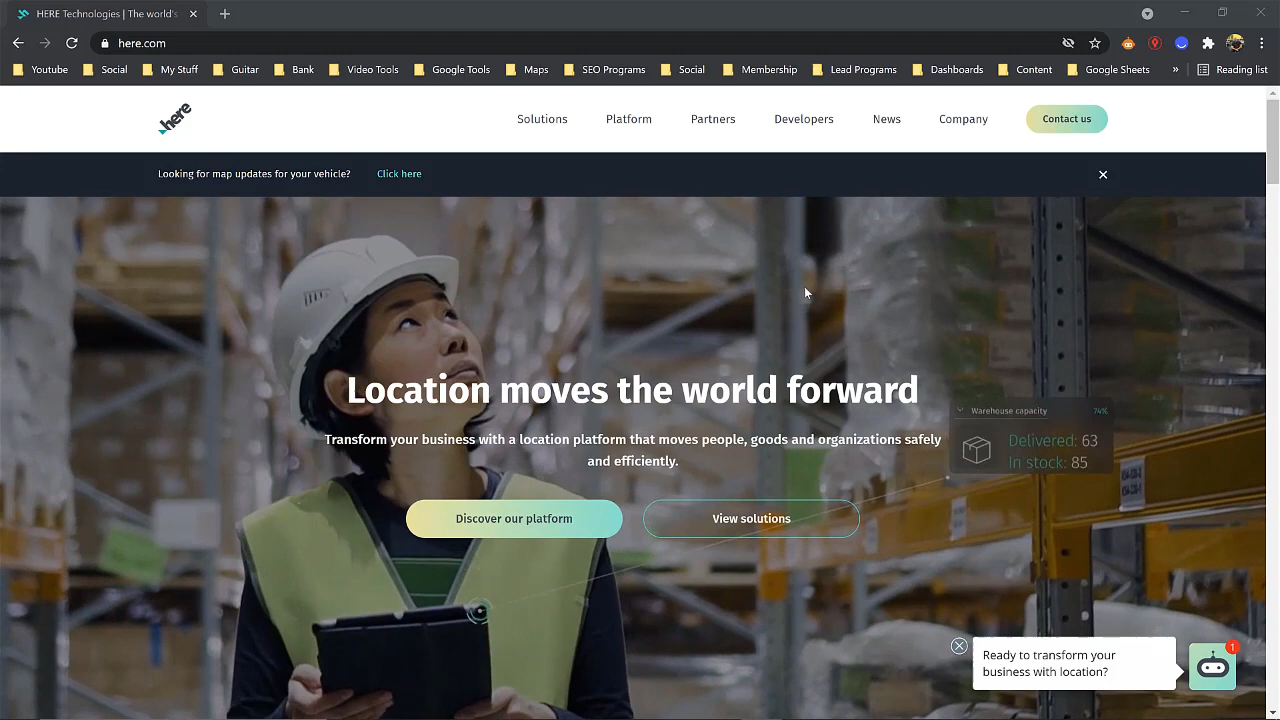 HERE Technologies | The world's
here.com
Youtube Social My Stuff Guitar Bank Video Tools Google Tools Maps SEO Programs Social Membership Lead Programs Dashboards Content Google Sheets » Reading list
here
Solutions Platform Partners Developers News Company Contact us
Looking for map updates for your vehicle? Click here
Location moves the world forward
Transform your business with a location platform that moves people, goods and organizations safely
and efficiently.
Warehouse capacity 74%
Delivered: 63
In stock: 85
Discover our platform View solutions
Ready to transform your
business with location?
1